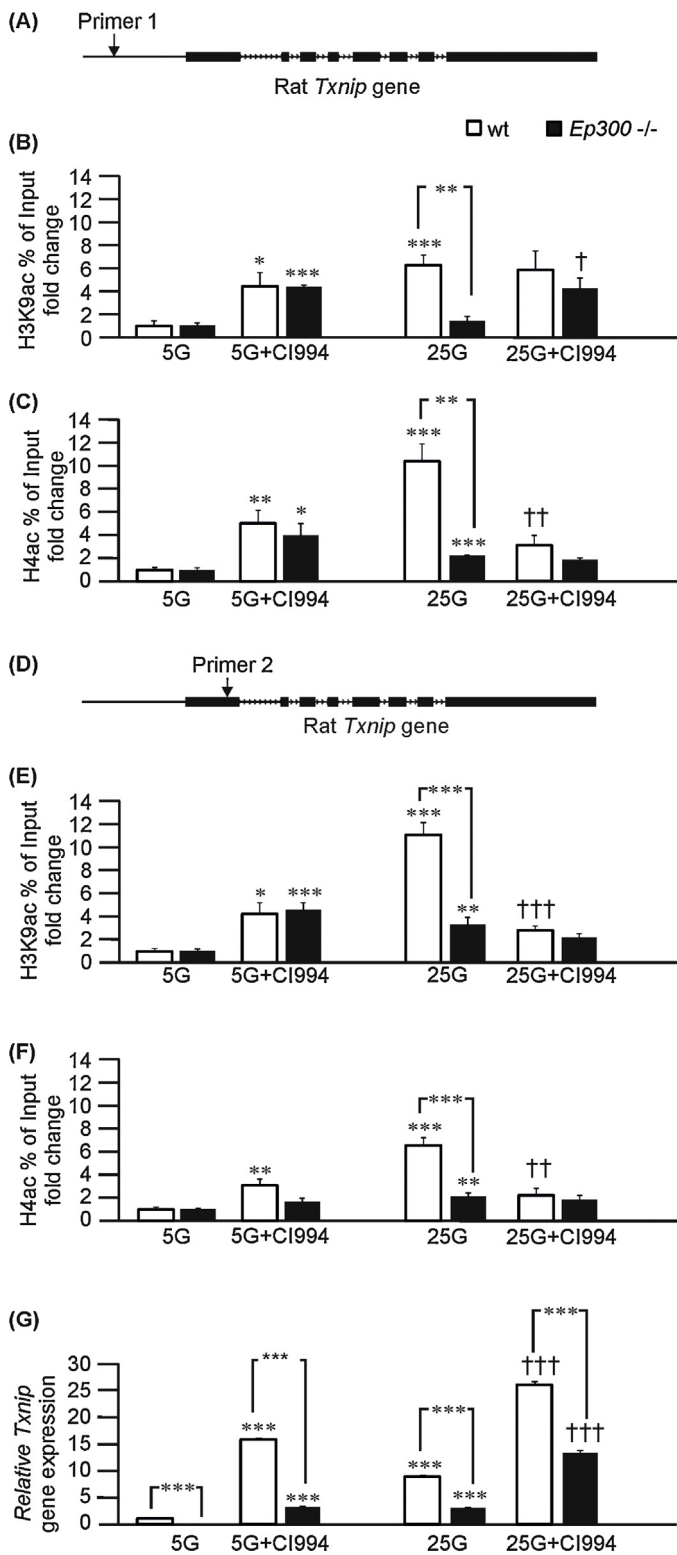 (A)
Primer 1
Rat Txnip gene
wt
Ep300 -/-
(B)
H3K9ac % of Input
fold change
14
12
10
8
6
4
2
0
*
***
***
**
†
5G
5G+CI994
25G
25G+CI994
(C)
H4ac % of Input
fold change
14
12
10
8
6
4
2
0
**
*
***
**
***
††
5G
5G+CI994
25G
25G+CI994
(D)
Primer 2
Rat Txnip gene
(E)
H3K9ac % of Input
fold change
14
12
10
8
6
4
2
0
*
***
***
***
**
†††
5G
5G+CI994
25G
25G+CI994
(F)
H4ac % of Input
fold change
14
12
10
8
6
4
2
0
**
***
***
**
††
5G
5G+CI994
25G
25G+CI994
(G)
Relative Txnip
gene expression
30
25
20
15
10
5
0
***
***
***
***
***
***
***
***
†††
†††
5G
5G+CI994
25G
25G+CI994